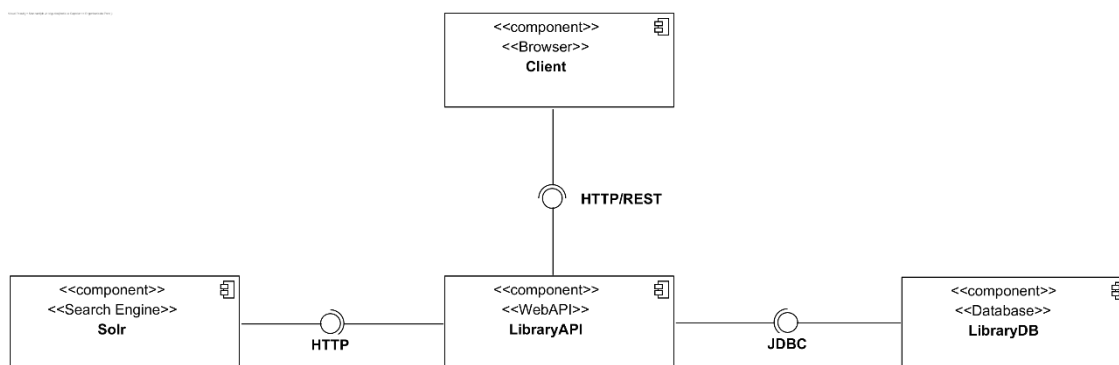 <<component>>
<<Browser>>
Client
HTTP/REST
<<component>>
<<Search Engine>>
Solr
HTTP
<<component>>
<<WebAPI>>
LibraryAPI
JDBC
<<component>>
<<Database>>
LibraryDB